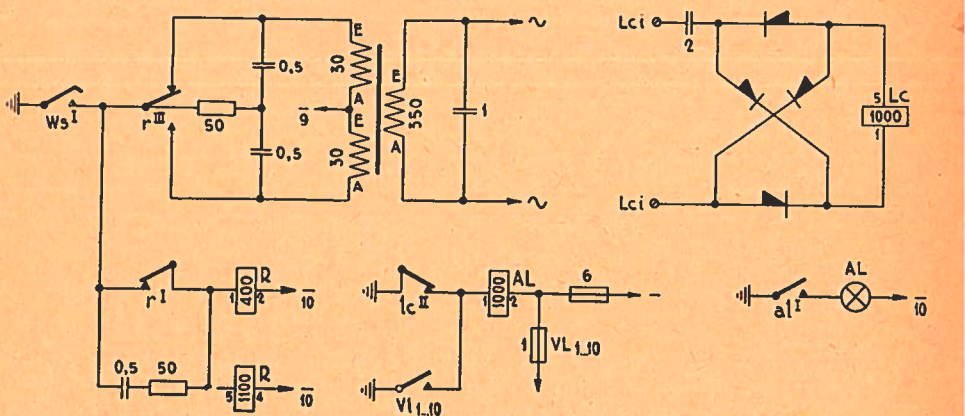 Ws I
r III
50
0,5
0,5
E
30
A
9
E
30
A
E
350
A
1
~
~
Lci
2
5 Lc
1000
1
Lci
r I
1 400 2
R
10
0,5
50
5 1100 4
R
10
lc II
Vl 1..10
AL
1 1000 2
6
-
1
VL 1..10
al I
AL
10